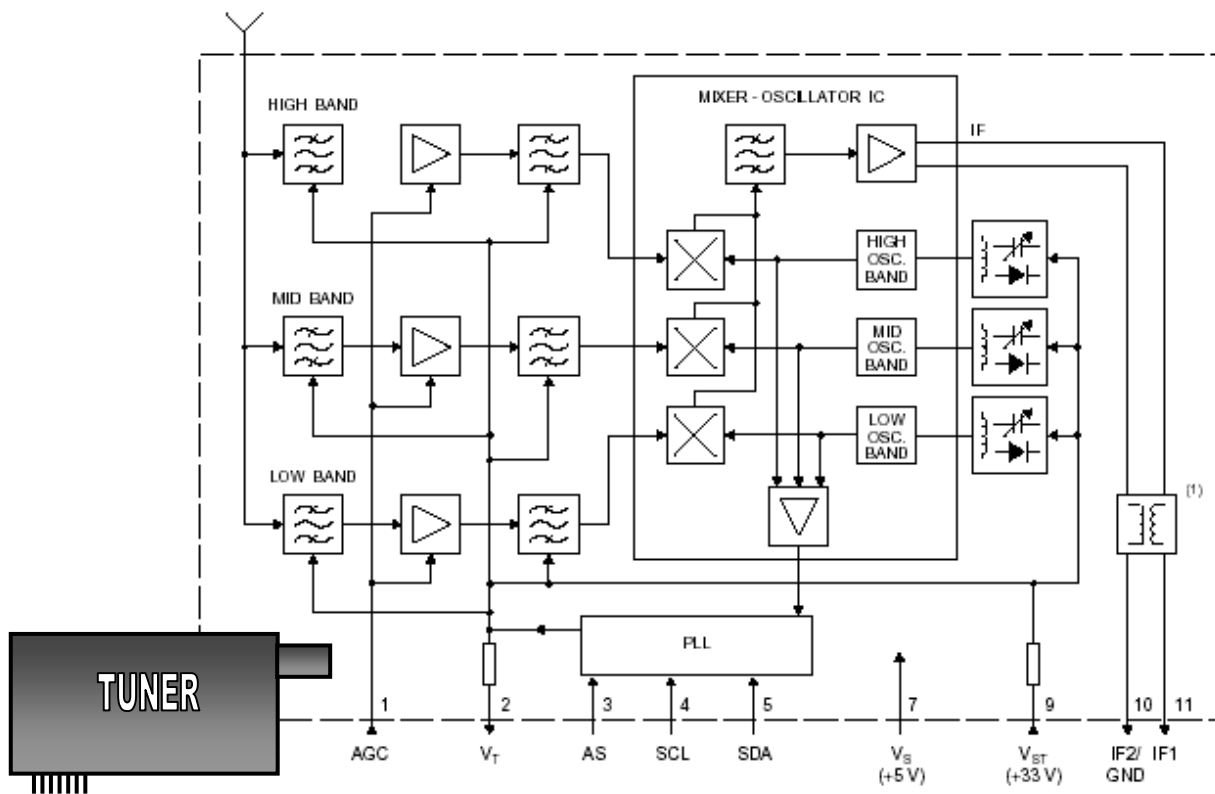 HIGH BAND
MIXER - OSCILLATOR IC
IF
HIGH
OSC.
BAND
MID BAND
MID
OSC.
BAND
LOW
OSC.
BAND
LOW BAND
(1)
PLL
TUNER
1
2
3
4
5
7
9
10
11
AGC
VT
AS
SCL
SDA
VS
(+5 V)
VST
(+33 V)
IF2/
GND
IF1